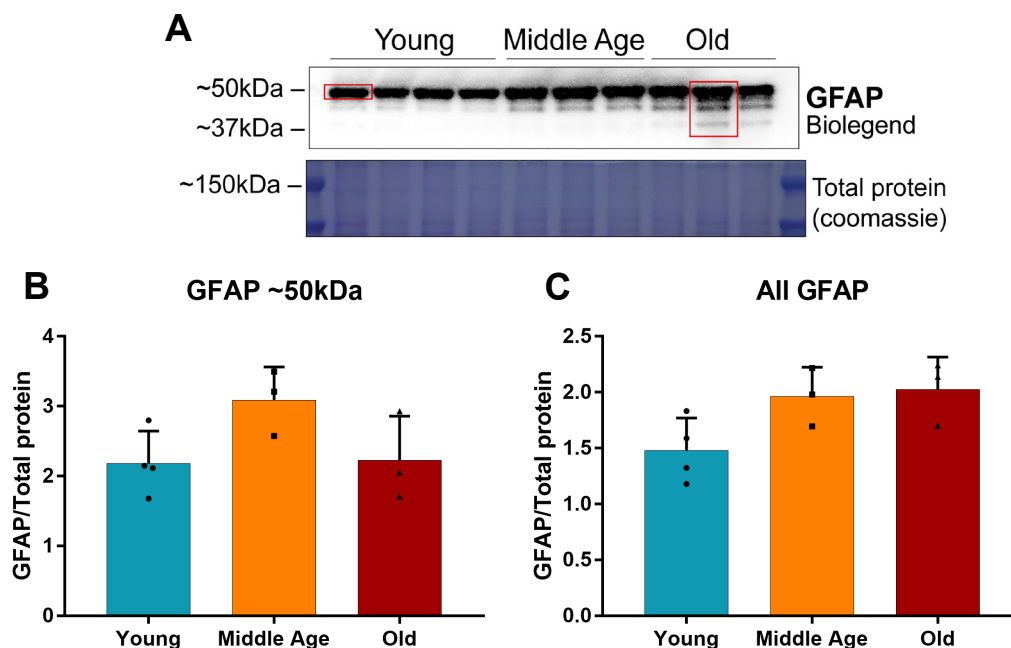 A
Young Middle Age Old
~50kDa
GFAP
Biolegend
~37kDa
~150kDa
Total protein
(coomassie)
B
GFAP ~50kDa
GFAP/Total protein
4
3
2
1
0
Young Middle Age Old
C
All GFAP
GFAP/Total protein
2.5
2.0
1.5
1.0
0.5
0.0
Young Middle Age Old